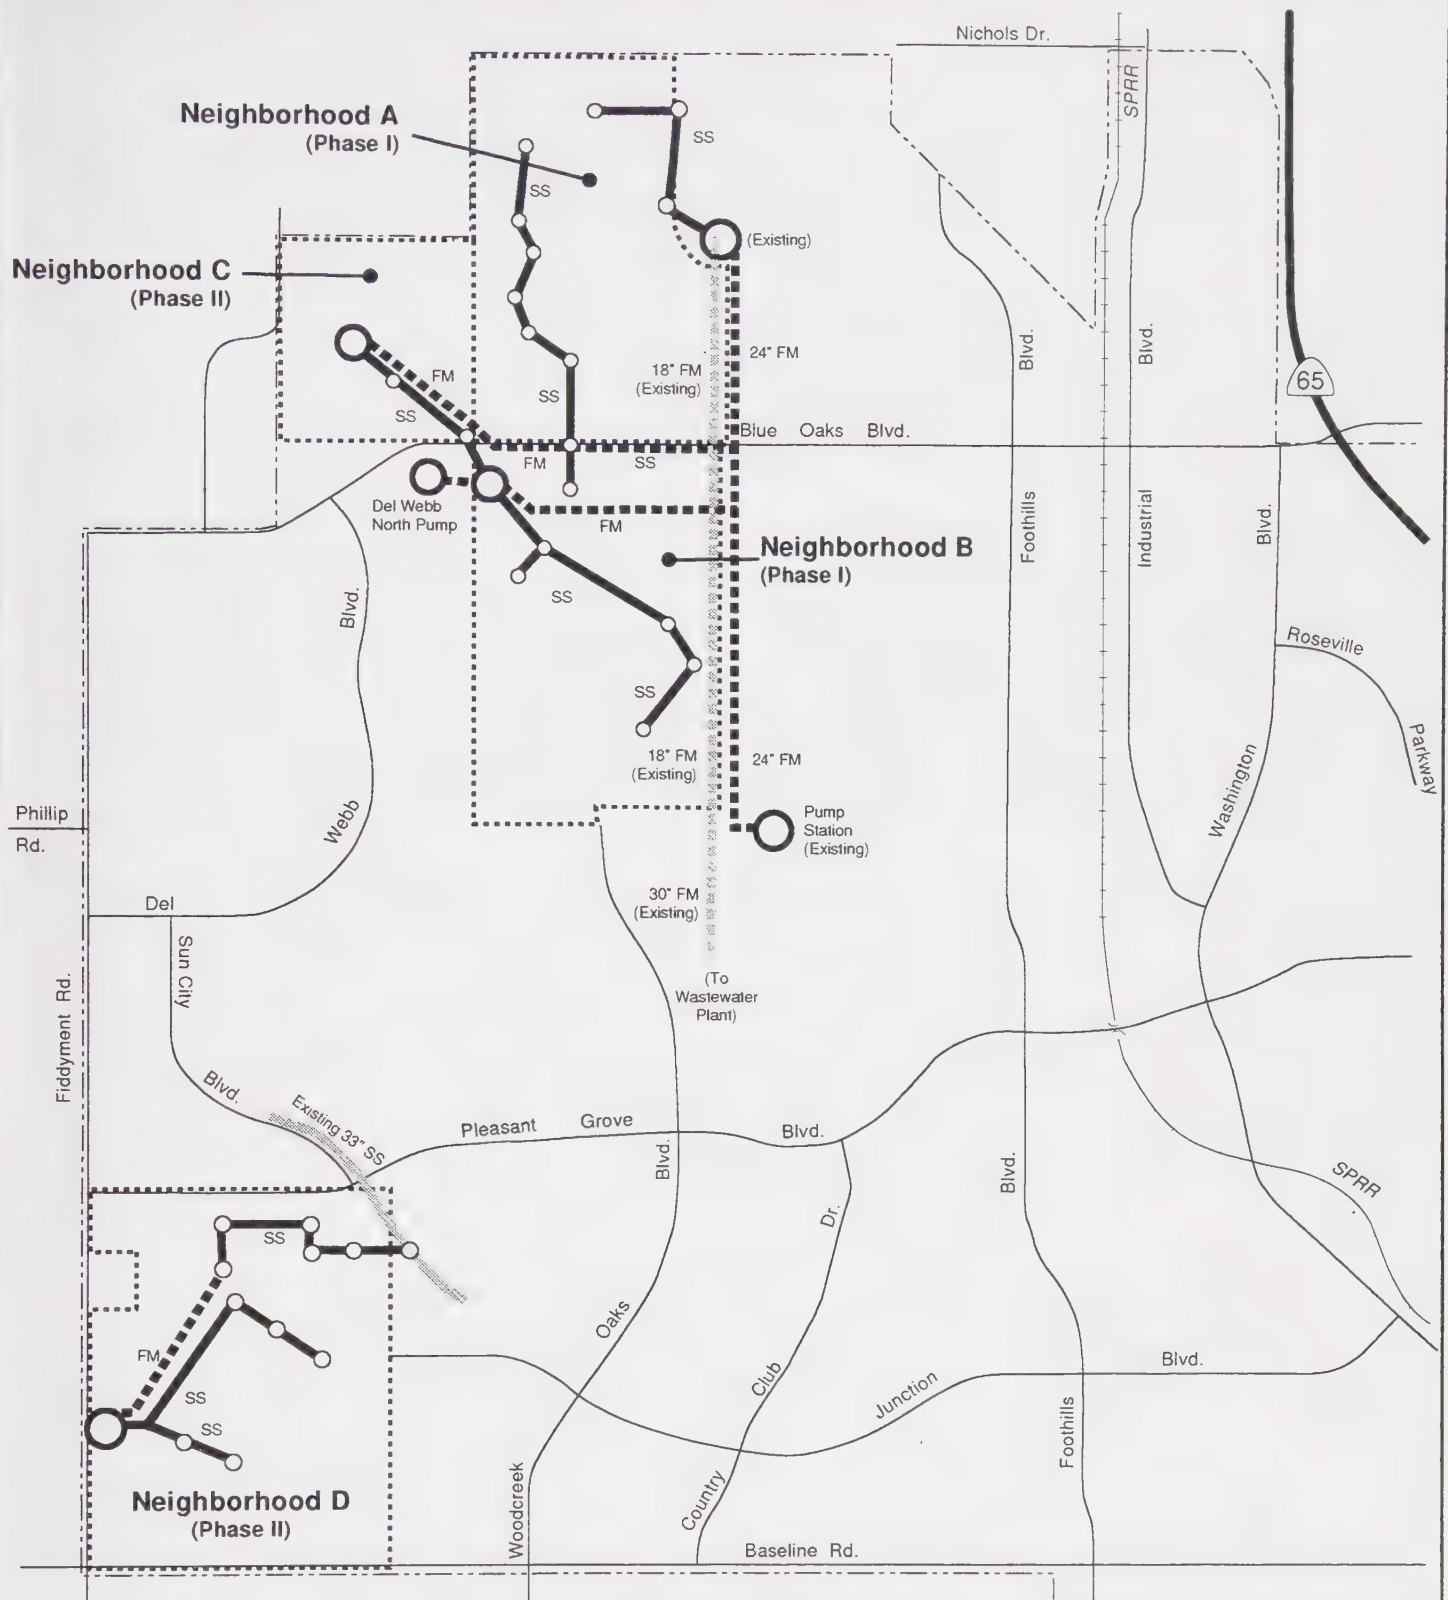 Nichols Dr.
SPRR
Neighborhood A
(Phase I)
SS
SS
(Existing)
Neighborhood C
(Phase II)
24" FM
18" FM
(Existing)
Blvd.
Blvd.
65
FM
SS
SS
Blue Oaks Blvd.
FM
SS
Del Webb
North Pump
FM
Foothills
Industrial
Blvd.
Neighborhood B
(Phase I)
SS
Blvd.
Roseville
Parkway
SS
18" FM
(Existing)
24" FM
Washington
Webb
Phillip
Rd.
Pump
Station
(Existing)
30" FM
(Existing)
Del
Sun City
(To
Wastewater
Plant)
Fiddyment Rd.
Blvd.
Existing 33" SS
Pleasant Grove Blvd.
Blvd.
Blvd.
SPRR
Dr.
SS
Oaks
FM
SS
SS
Club
Junction
Blvd.
Foothills
Neighborhood D
(Phase II)
Woodcreek
Country
Baseline Rd.